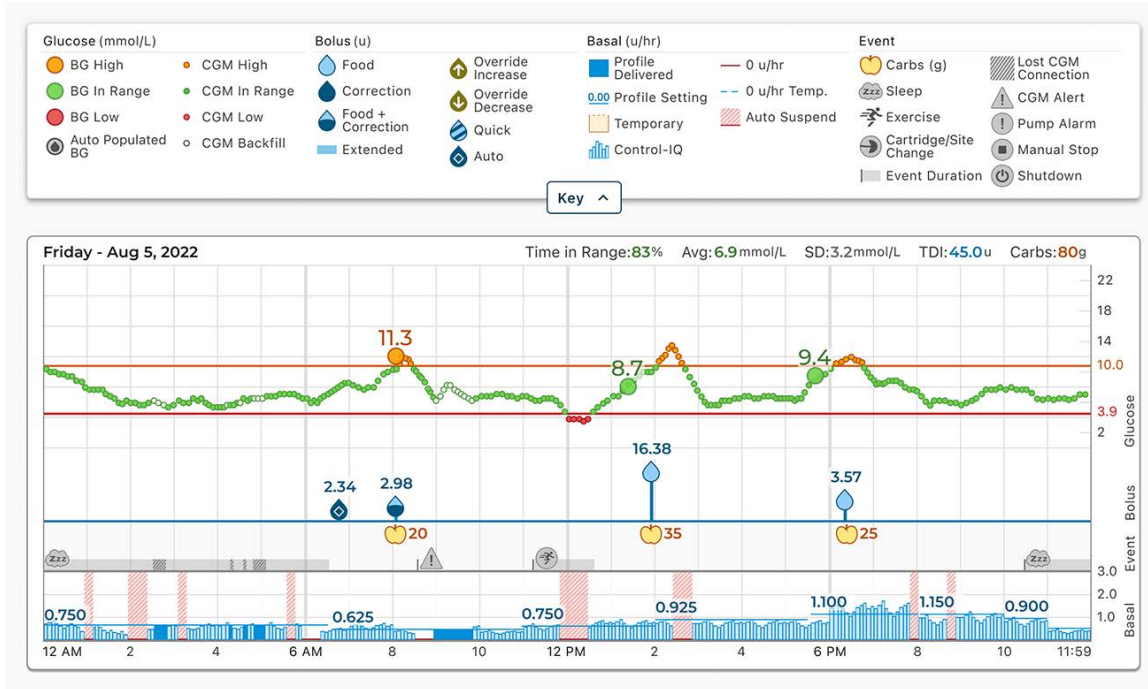 Glucose (mmol/L)
BG High
BG In Range
BG Low
Auto Populated
BG
CGM High
CGM In Range
CGM Low
CGM Backfill
Bolus (u)
Food
Correction
Food +
Correction
Extended
Override
Increase
Override
Decrease
Quick
Auto
Basal (u/hr)
Profile
Delivered
0.00 Profile Setting
Temporary
Control-IQ
0 u/hr
0 u/hr Temp.
Auto Suspend
Event
Carbs (g)
Zzz Sleep
Exercise
Cartridge/Site
Change
Event Duration
Lost CGM
Connection
CGM Alert
Pump Alarm
Manual Stop
Shutdown
Key
Friday - Aug 5, 2022
Time in Range:83% Avg:6.9mmol/L SD:3.2mmol/L TDI:45.0u Carbs:80g
22
18
14
10.0
3.9
2
Glucose
11.3
8.7
9.4
2.34
2.98
16.38
3.57
Bolus
20
35
25
Event
Zzz
Zzz
3.0
2.0
1.0
Basal
0.750
0.625
0.750
0.925
1.100
1.150
0.900
12 AM 2 4 6 AM 8 10 12 PM 2 4 6 PM 8 10 11:59